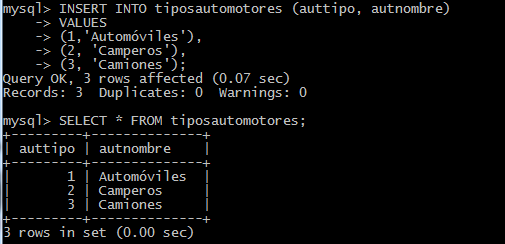 mysql> INSERT INTO tiposautomotores (auttipo, autnombre)
    -> VALUES
    -> (1,'Automóviles'),
    -> (2, 'Camperos'),
    -> (3, 'Camiones');
Query OK, 3 rows affected (0.07 sec)
Records: 3  Duplicates: 0  Warnings: 0

mysql> SELECT * FROM tiposautomotores;
+---------+-------------+
| auttipo | autnombre   |
+---------+-------------+
|       1 | Automóviles |
|       2 | Camperos    |
|       3 | Camiones    |
+---------+-------------+
3 rows in set (0.00 sec)